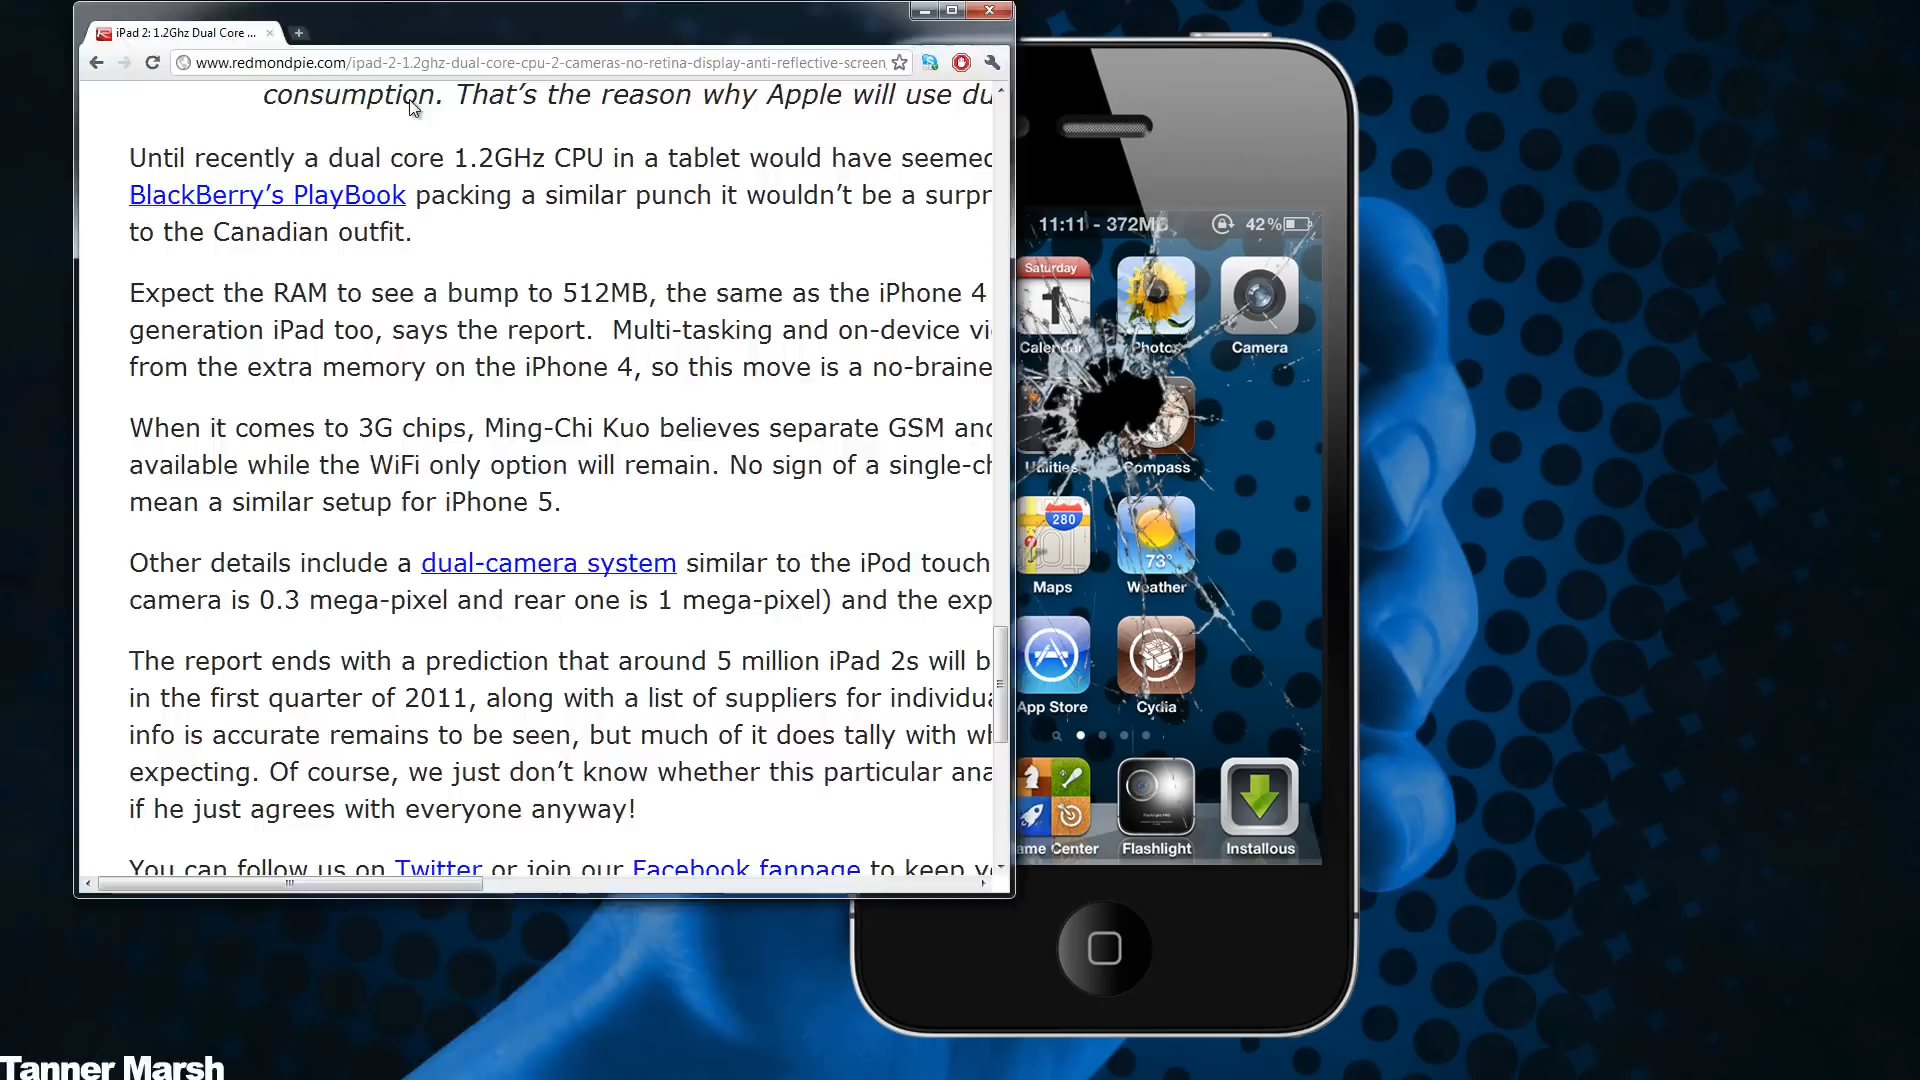 iPad 2: 1.2Ghz Dual Core ...
www.redmondpie.com/ipad-2-1.2ghz-dual-core-cpu-2-cameras-no-retina-display-anti-reflective-screen
consumption. That's the reason why Apple will use du
Until recently a dual core 1.2GHz CPU in a tablet would have seemed
BlackBerry's PlayBook packing a similar punch it wouldn't be a surpr
to the Canadian outfit.
Expect the RAM to see a bump to 512MB, the same as the iPhone 4
generation iPad too, says the report. Multi-tasking and on-device vi
from the extra memory on the iPhone 4, so this move is a no-braine
When it comes to 3G chips, Ming-Chi Kuo believes separate GSM and
available while the WiFi only option will remain. No sign of a single-ch
mean a similar setup for iPhone 5.
Other details include a dual-camera system similar to the iPod touch
camera is 0.3 mega-pixel and rear one is 1 mega-pixel) and the exp
The report ends with a prediction that around 5 million iPad 2s will b
in the first quarter of 2011, along with a list of suppliers for individua
info is accurate remains to be seen, but much of it does tally with wh
expecting. Of course, we just don't know whether this particular ana
if he just agrees with everyone anyway!
You can follow us on Twitter or join our Facebook fanpage to keep y
11:11 - 372MB 42%
Saturday
1
Calendar Photos Camera
Utilities Compass
280
73°
Maps Weather
App Store Cydia
ame Center Flashlight Installous
Tanner Marsh